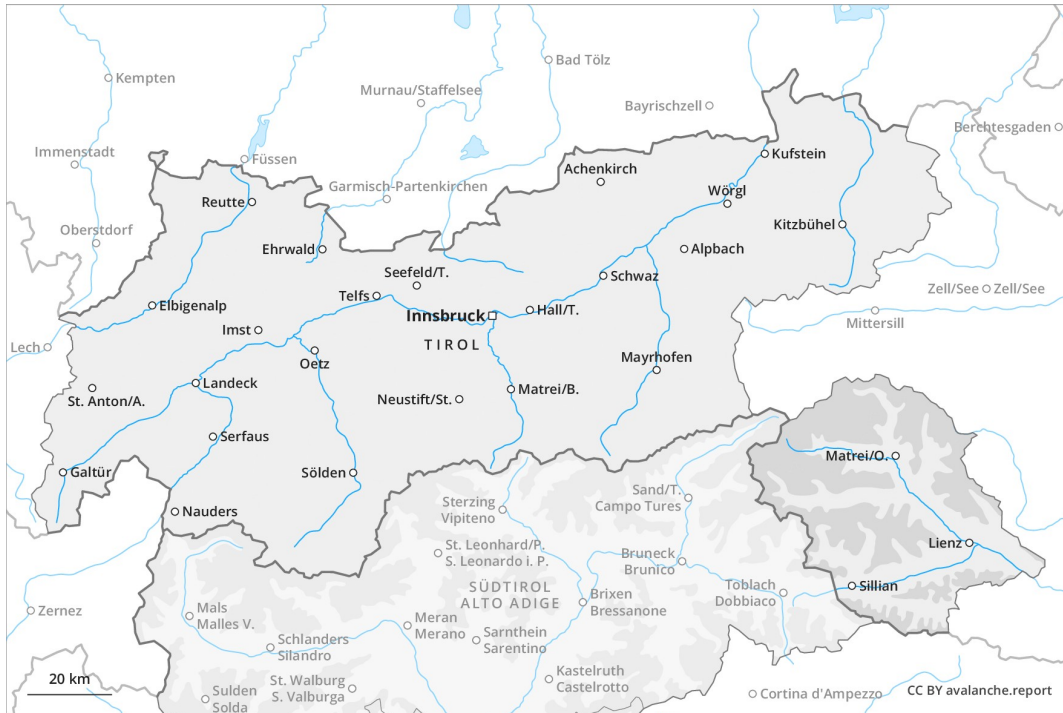 Kempten
Bad Tölz
Murnau/Staffelsee
Bayrischzell
Berchtesgaden
Immenstadt
Füssen
Kufstein
Achenkirch
Garmisch-Partenkirchen
Wörgl
Reutte
Oberstdorf
Kitzbühel
Ehrwald
Alpbach
Seefeld/T.
Schwaz
Zell/See
Zell/See
Telfs
Elbigenalp
Hall/T.
Innsbruck
Mittersill
Imst
TIROL
Lech
Mayrhofen
Oetz
Landeck
St. Anton/A.
Neustift/St.
Matrei/B.
Serfaus
Matrei/O.
Galtür
Sölden
Sand/T.
Campo Tures
Sterzing
Vipiteno
Nauders
Lienz
St. Leonhard/P.
S. Leonardo i. P.
Bruneck
Brunico
SÜDTIROL
ALTO ADIGE
Sillian
Toblach
Dobbiaco
Brixen
Bressanone
Zernez
Mals
Malles V.
Meran
Merano
Sarnthein
Sarentino
Schlanders
Silandro
Kastelruth
Castelrotto
St. Walburg
S. Valburga
20 km
Sulden
Solda
Cortina d'Ampezzo
CC BY avalanche.report